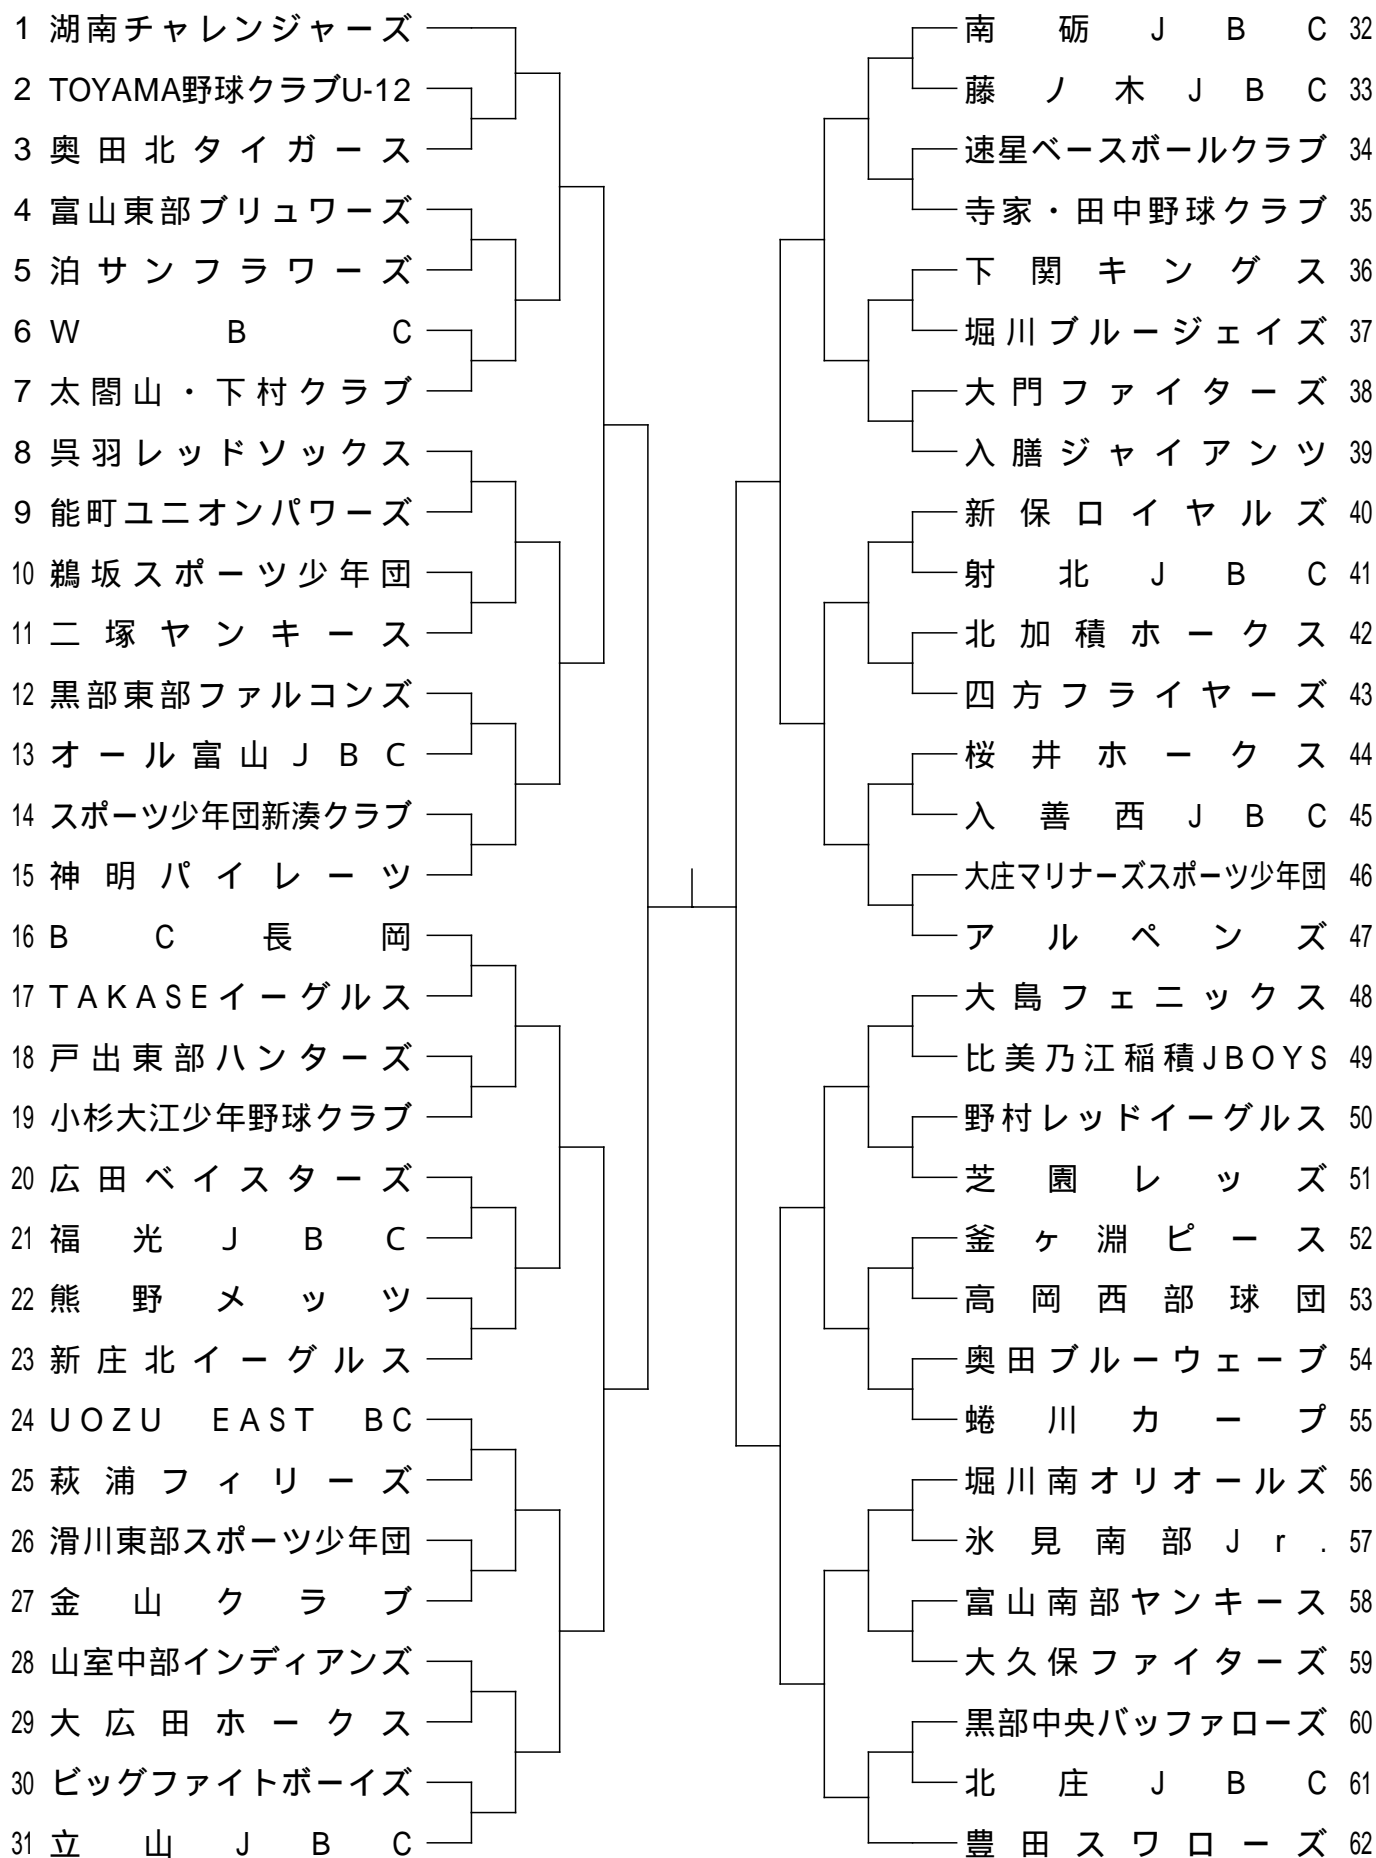 1 湖南チャレンジャーズ
2 TOYAMA野球クラブU-12
3 奥田北タイガース
4 富山東部ブリュワーズ
5 泊サンフラワーズ
6 WBC
7 太閤山・下村クラブ
8 呉羽レッドソックス
9 能町ユニオンパワーズ
10 鵜坂スポーツ少年団
11 二塚ヤンキース
12 黒部東部ファルコンズ
13 オール富山JBC
14 スポーツ少年団新湊クラブ
15 神明パイレーツ
16 BC長岡
17 TAKASEイーグルス
18 戸出東部ハンターズ
19 小杉大江少年野球クラブ
20 広田ベイスターズ
21 福光JBC
22 熊野メッツ
23 新庄北イーグルス
24 UOZU EAST BC
25 萩浦フィリーズ
26 滑川東部スポーツ少年団
27 金山クラブ
28 山室中部インディアンズ
29 大広田ホークス
30 ビッグファイトボーイズ
31 立山JBC
南砺JBC 32
藤ノ木JBC 33
速星ベースボールクラブ 34
寺家・田中野球クラブ 35
下関キングス 36
堀川ブルージェイズ 37
大門ファイターズ 38
入膳ジャイアンツ 39
新保ロイヤルズ 40
射北JBC 41
北加積ホークス 42
四方フライヤーズ 43
桜井ホークス 44
入善西JBC 45
大庄マリナーズスポーツ少年団 46
アルペンズ 47
大島フェニックス 48
比美乃江稲積JBOYS 49
野村レッドイーグルス 50
芝園レッズ 51
釜ヶ淵ピース 52
高岡西部球団 53
奥田ブルーウェーブ 54
蜷川カープ 55
堀川南オリオールズ 56
氷見南部Jr. 57
富山南部ヤンキース 58
大久保ファイターズ 59
黒部中央バッファローズ 60
北庄JBC 61
豊田スワローズ 62